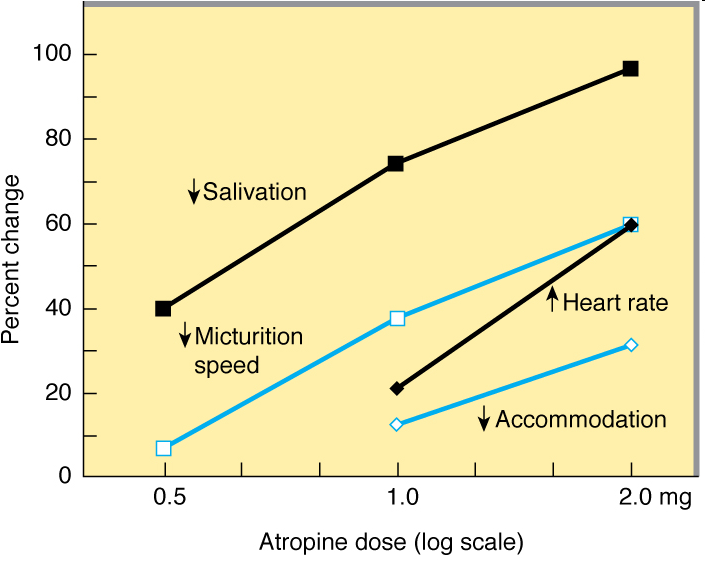 100
80
60
40
20
0
Percent change
↓Salivation
↓Micturition
speed
↑Heart rate
↓Accommodation
0.5 1.0 2.0 mg
Atropine dose (log scale)